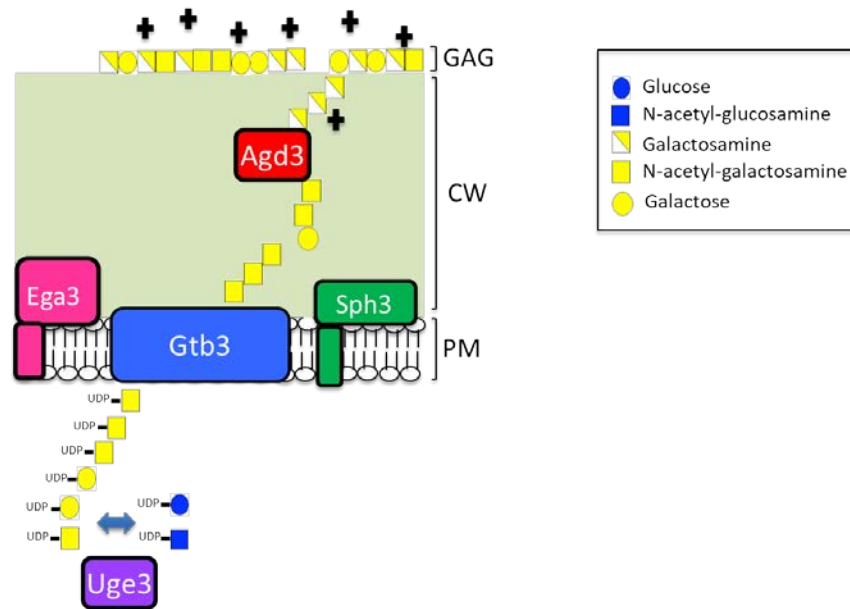 GAG
Glucose
N-acetyl-glucosamine
Galactosamine
N-acetyl-galactosamine
Galactose
Agd3
CW
Ega3
Sph3
Gtb3
PM
UDP
UDP
UDP
UDP
UDP
UDP
UDP
UDP
Uge3